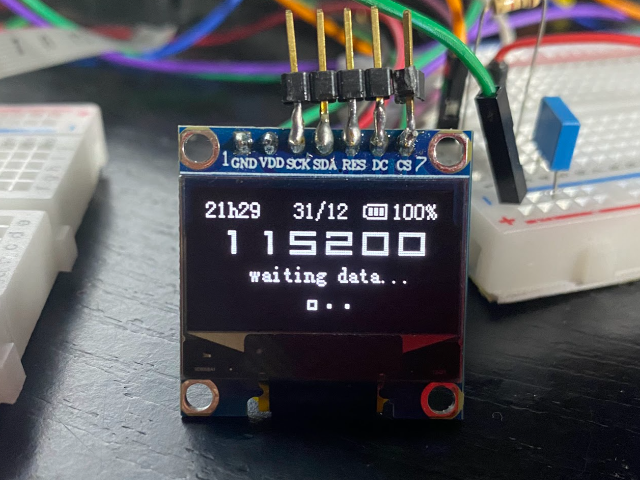 1 GND VDD SCK SDA RES DC CS 7
21h29 31/12 100%
115200
waiting data...